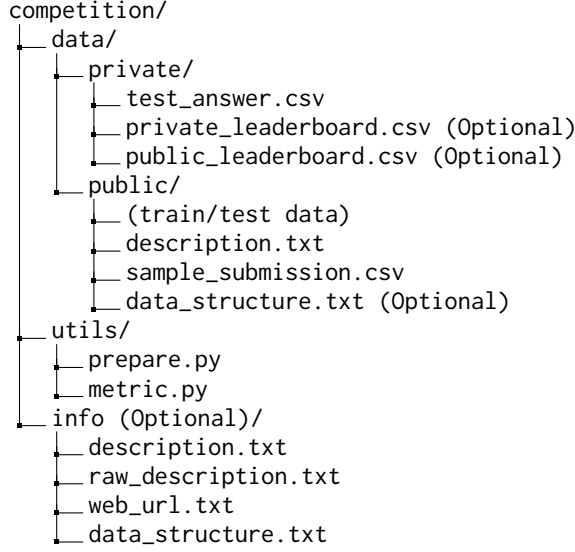 competition/
data/
private/
test_answer.csv
private_leaderboard.csv (Optional)
public_leaderboard.csv (Optional)
public/
(train/test data)
description.txt
sample_submission.csv
data_structure.txt (Optional)
utils/
prepare.py
metric.py
info (Optional)/
description.txt
raw_description.txt
web_url.txt
data_structure.txt